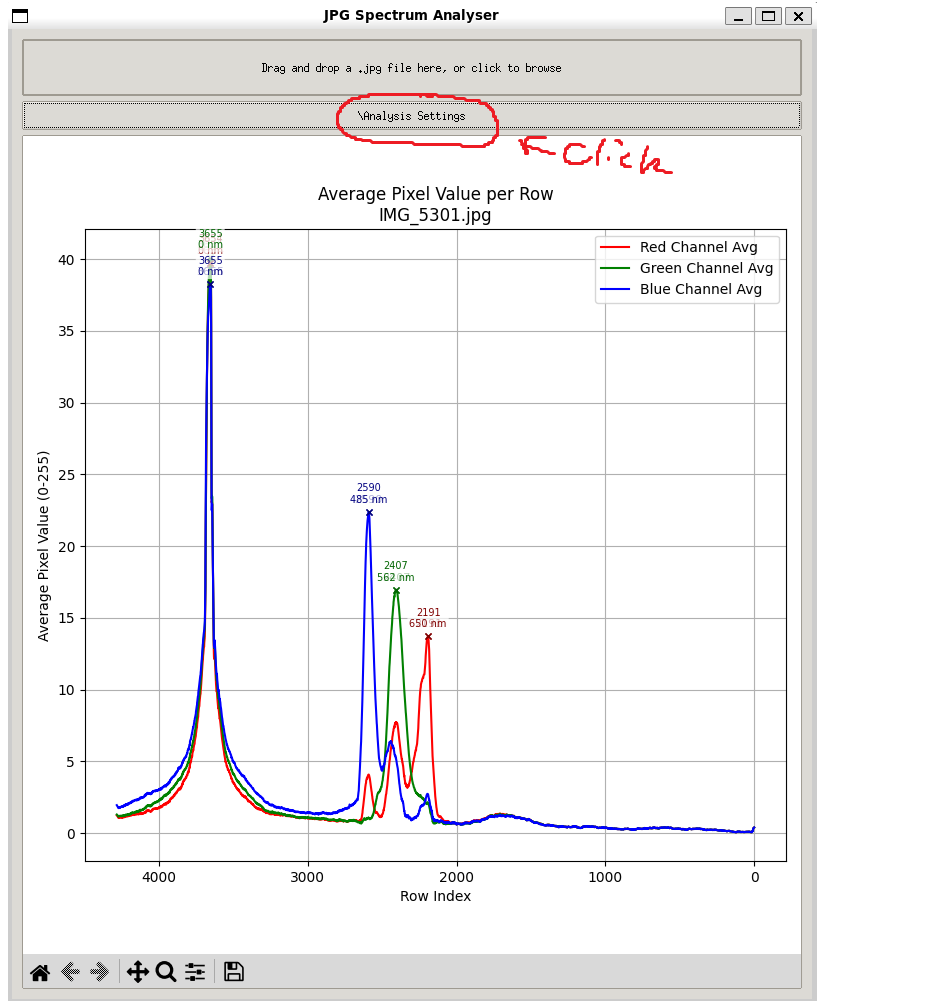 JPG Spectrum Analyser
Drag and drop a .jpg file here, or click to browse
\Analysis Settings
Click
Average Pixel Value per Row
IMG_5301.jpg
3655
0 nm
3655
0 nm
Red Channel Avg
Green Channel Avg
Blue Channel Avg
40
35
30
25
20
15
10
5
0
Average Pixel Value (0-255)
2590
485 nm
2407
562 nm
2191
650 nm
4000 3000 2000 1000 0
Row Index